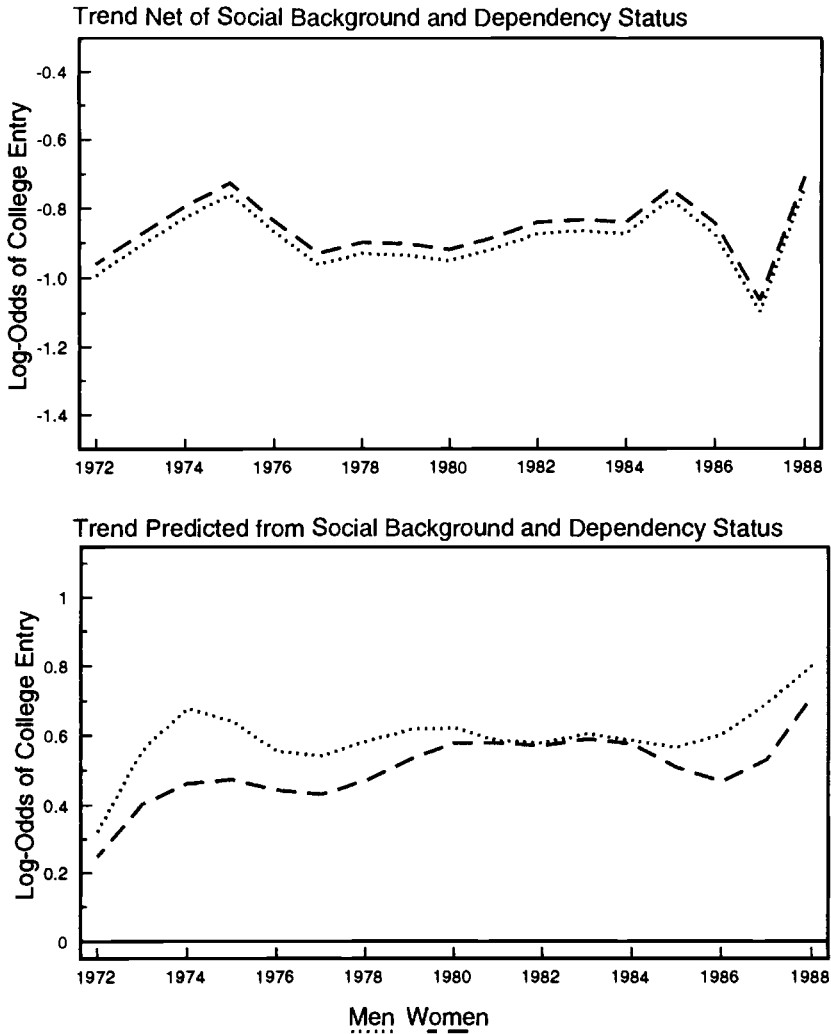 Trend Net of Social Background and Dependency Status
Log-Odds of College Entry
-0.4
-0.6
-0.8
-1.0
-1.2
-1.4
1972 1974 1976 1978 1980 1982 1984 1986 1988
Trend Predicted from Social Background and Dependency Status
Log-Odds of College Entry
1
0.8
0.6
0.4
0.2
0
1972 1974 1976 1978 1980 1982 1984 1986 1988
Men Women